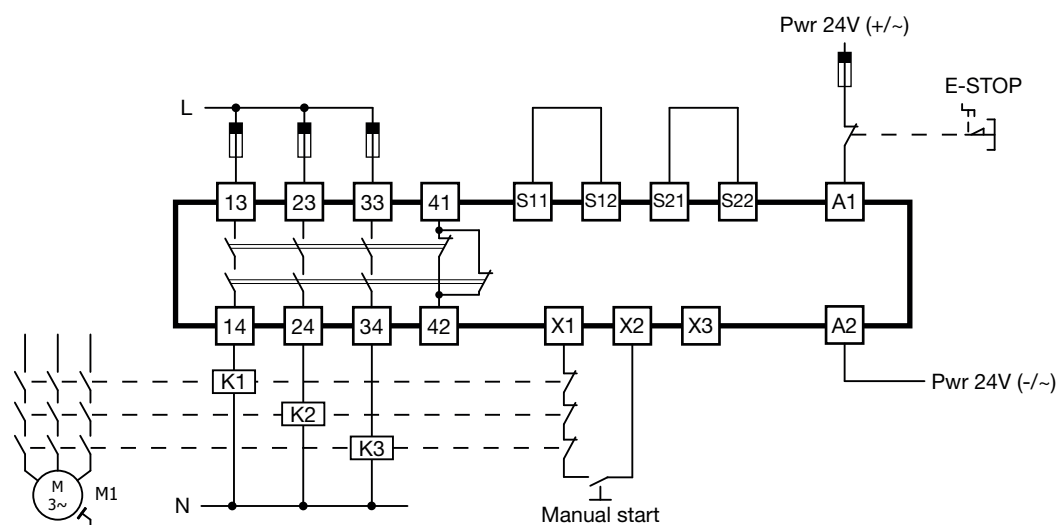 Pwr 24V (+/~)
E-STOP
L
13 23 33 41 S11 S12 S21 S22 A1
14 24 34 42 X1 X2 X3 A2
K1
Pwr 24V (-/~)
K2
K3
M
3~
M1
N
Manual start